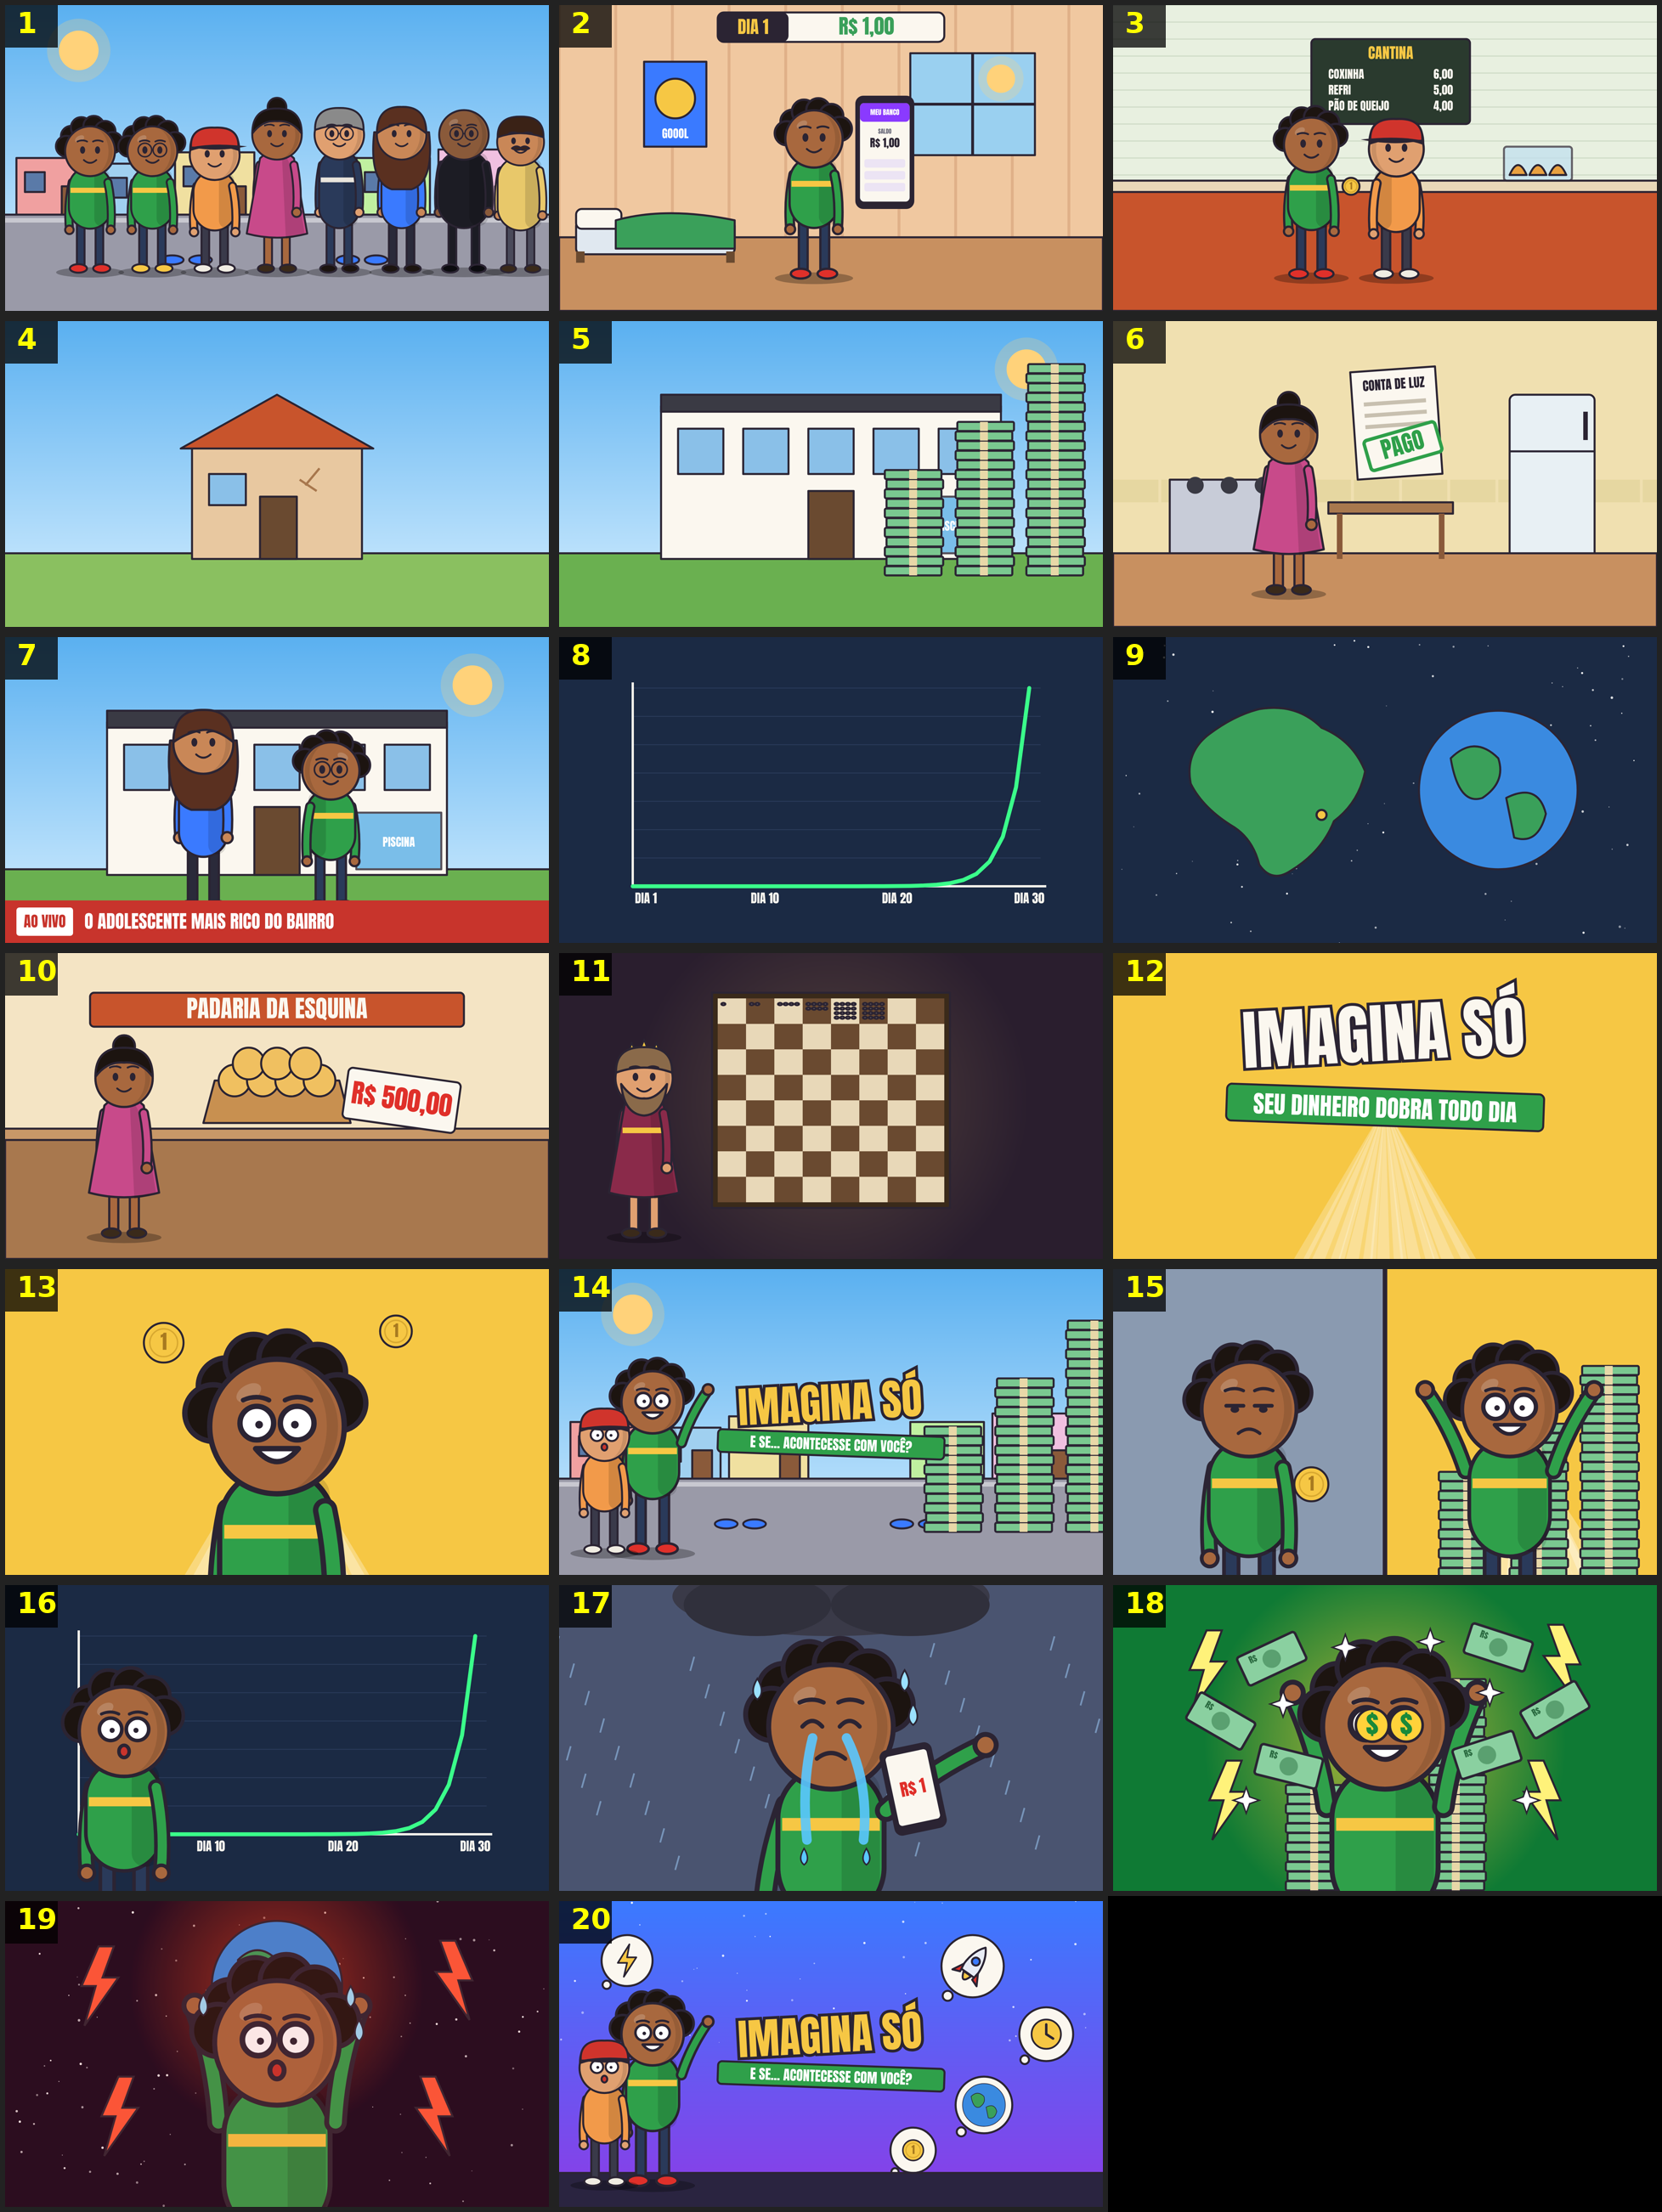 1
2
DIA 1
R$ 1,00
GOOOL
MEU BANCO
SALDO
R$ 1,00
3
CANTINA
COXINHA 6,00
REFRI 5,00
PÃO DE QUEIJO 4,00
1
4
5
6
CONTA DE LUZ
PAGO
7
PISCINA
AO VIVO
O ADOLESCENTE MAIS RICO DO BAIRRO
8
DIA 1
DIA 10
DIA 20
DIA 30
9
10
PADARIA DA ESQUINA
R$ 500,00
11
12
IMAGINA SÓ
SEU DINHEIRO DOBRA TODO DIA
13
1
1
14
IMAGINA SÓ
E SE... ACONTECESSE COM VOCÊ?
15
1
16
DIA 10
DIA 20
DIA 30
17
R$ 1
18
R$
R$
R$
R$
R$
R$
$ $
19
20
IMAGINA SÓ
E SE... ACONTECESSE COM VOCÊ?
1